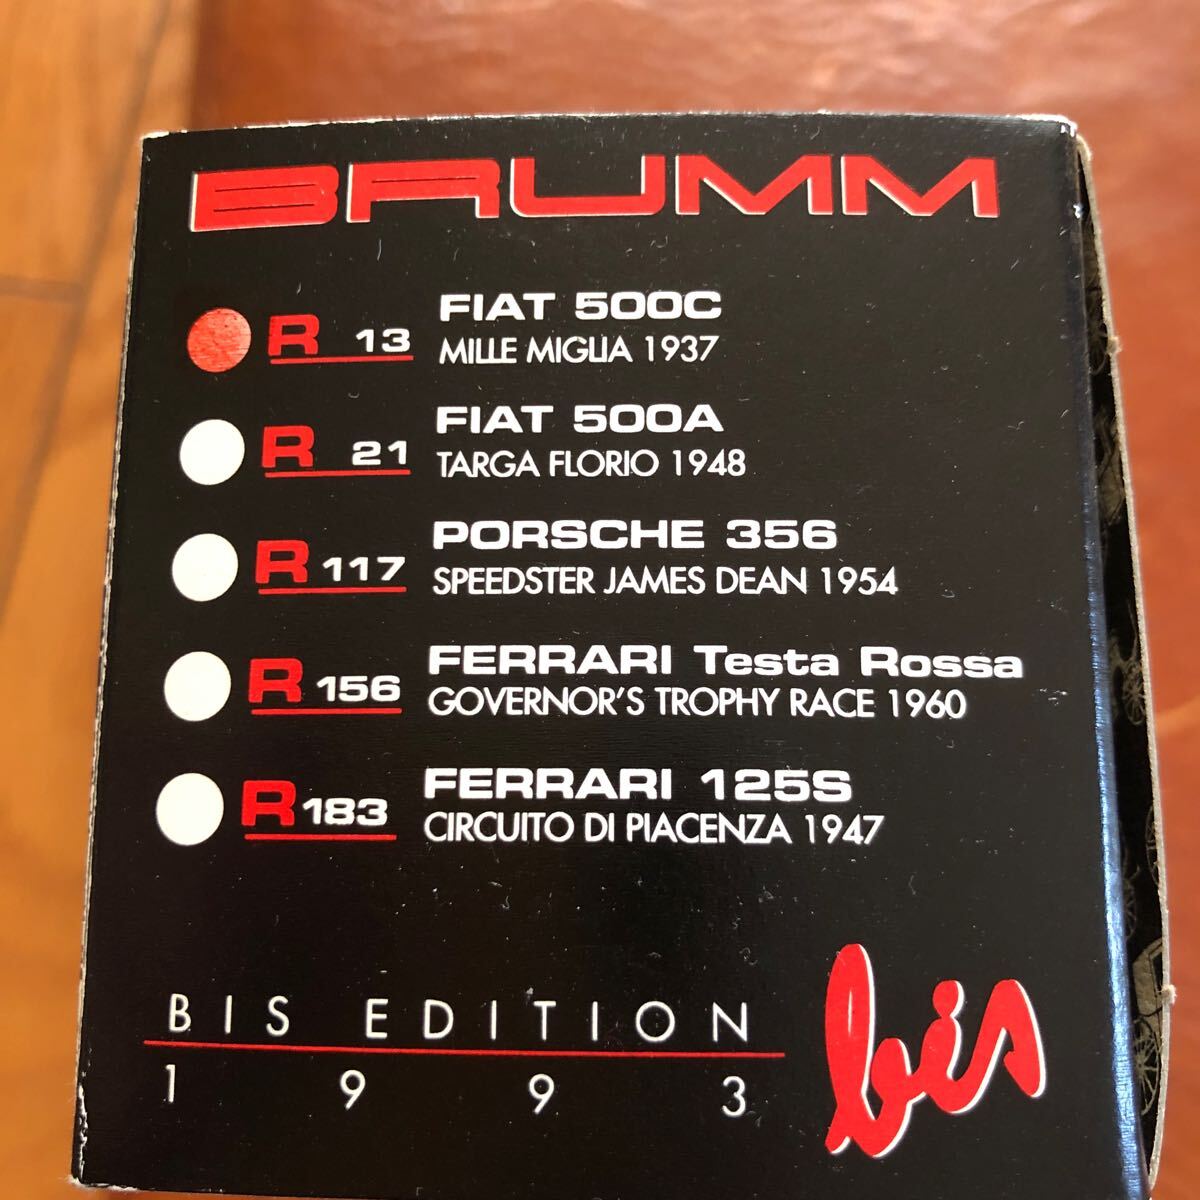 BRUMM
R 13 FIAT 500C
MILLE MIGLIA 1937
R 21 FIAT 500A
TARGA FLORIO 1948
R 117 PORSCHE 356
SPEEDSTER JAMES DEAN 1954
R 156 FERRARI Testa Rossa
GOVERNOR'S TROPHY RACE 1960
R 183 FERRARI 125S
CIRCUITO DI PIACENZA 1947
BIS EDITION
1993
bis